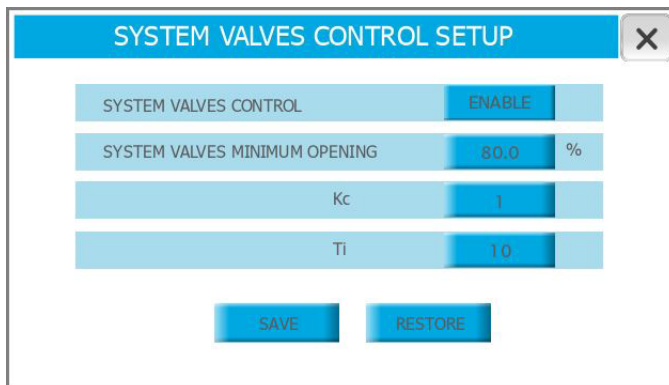 SYSTEM VALVES CONTROL SETUP
SYSTEM VALVES CONTROL ENABLE
SYSTEM VALVES MINIMUM OPENING 80.0 %
Kc 1
Ti 10
SAVE RESTORE